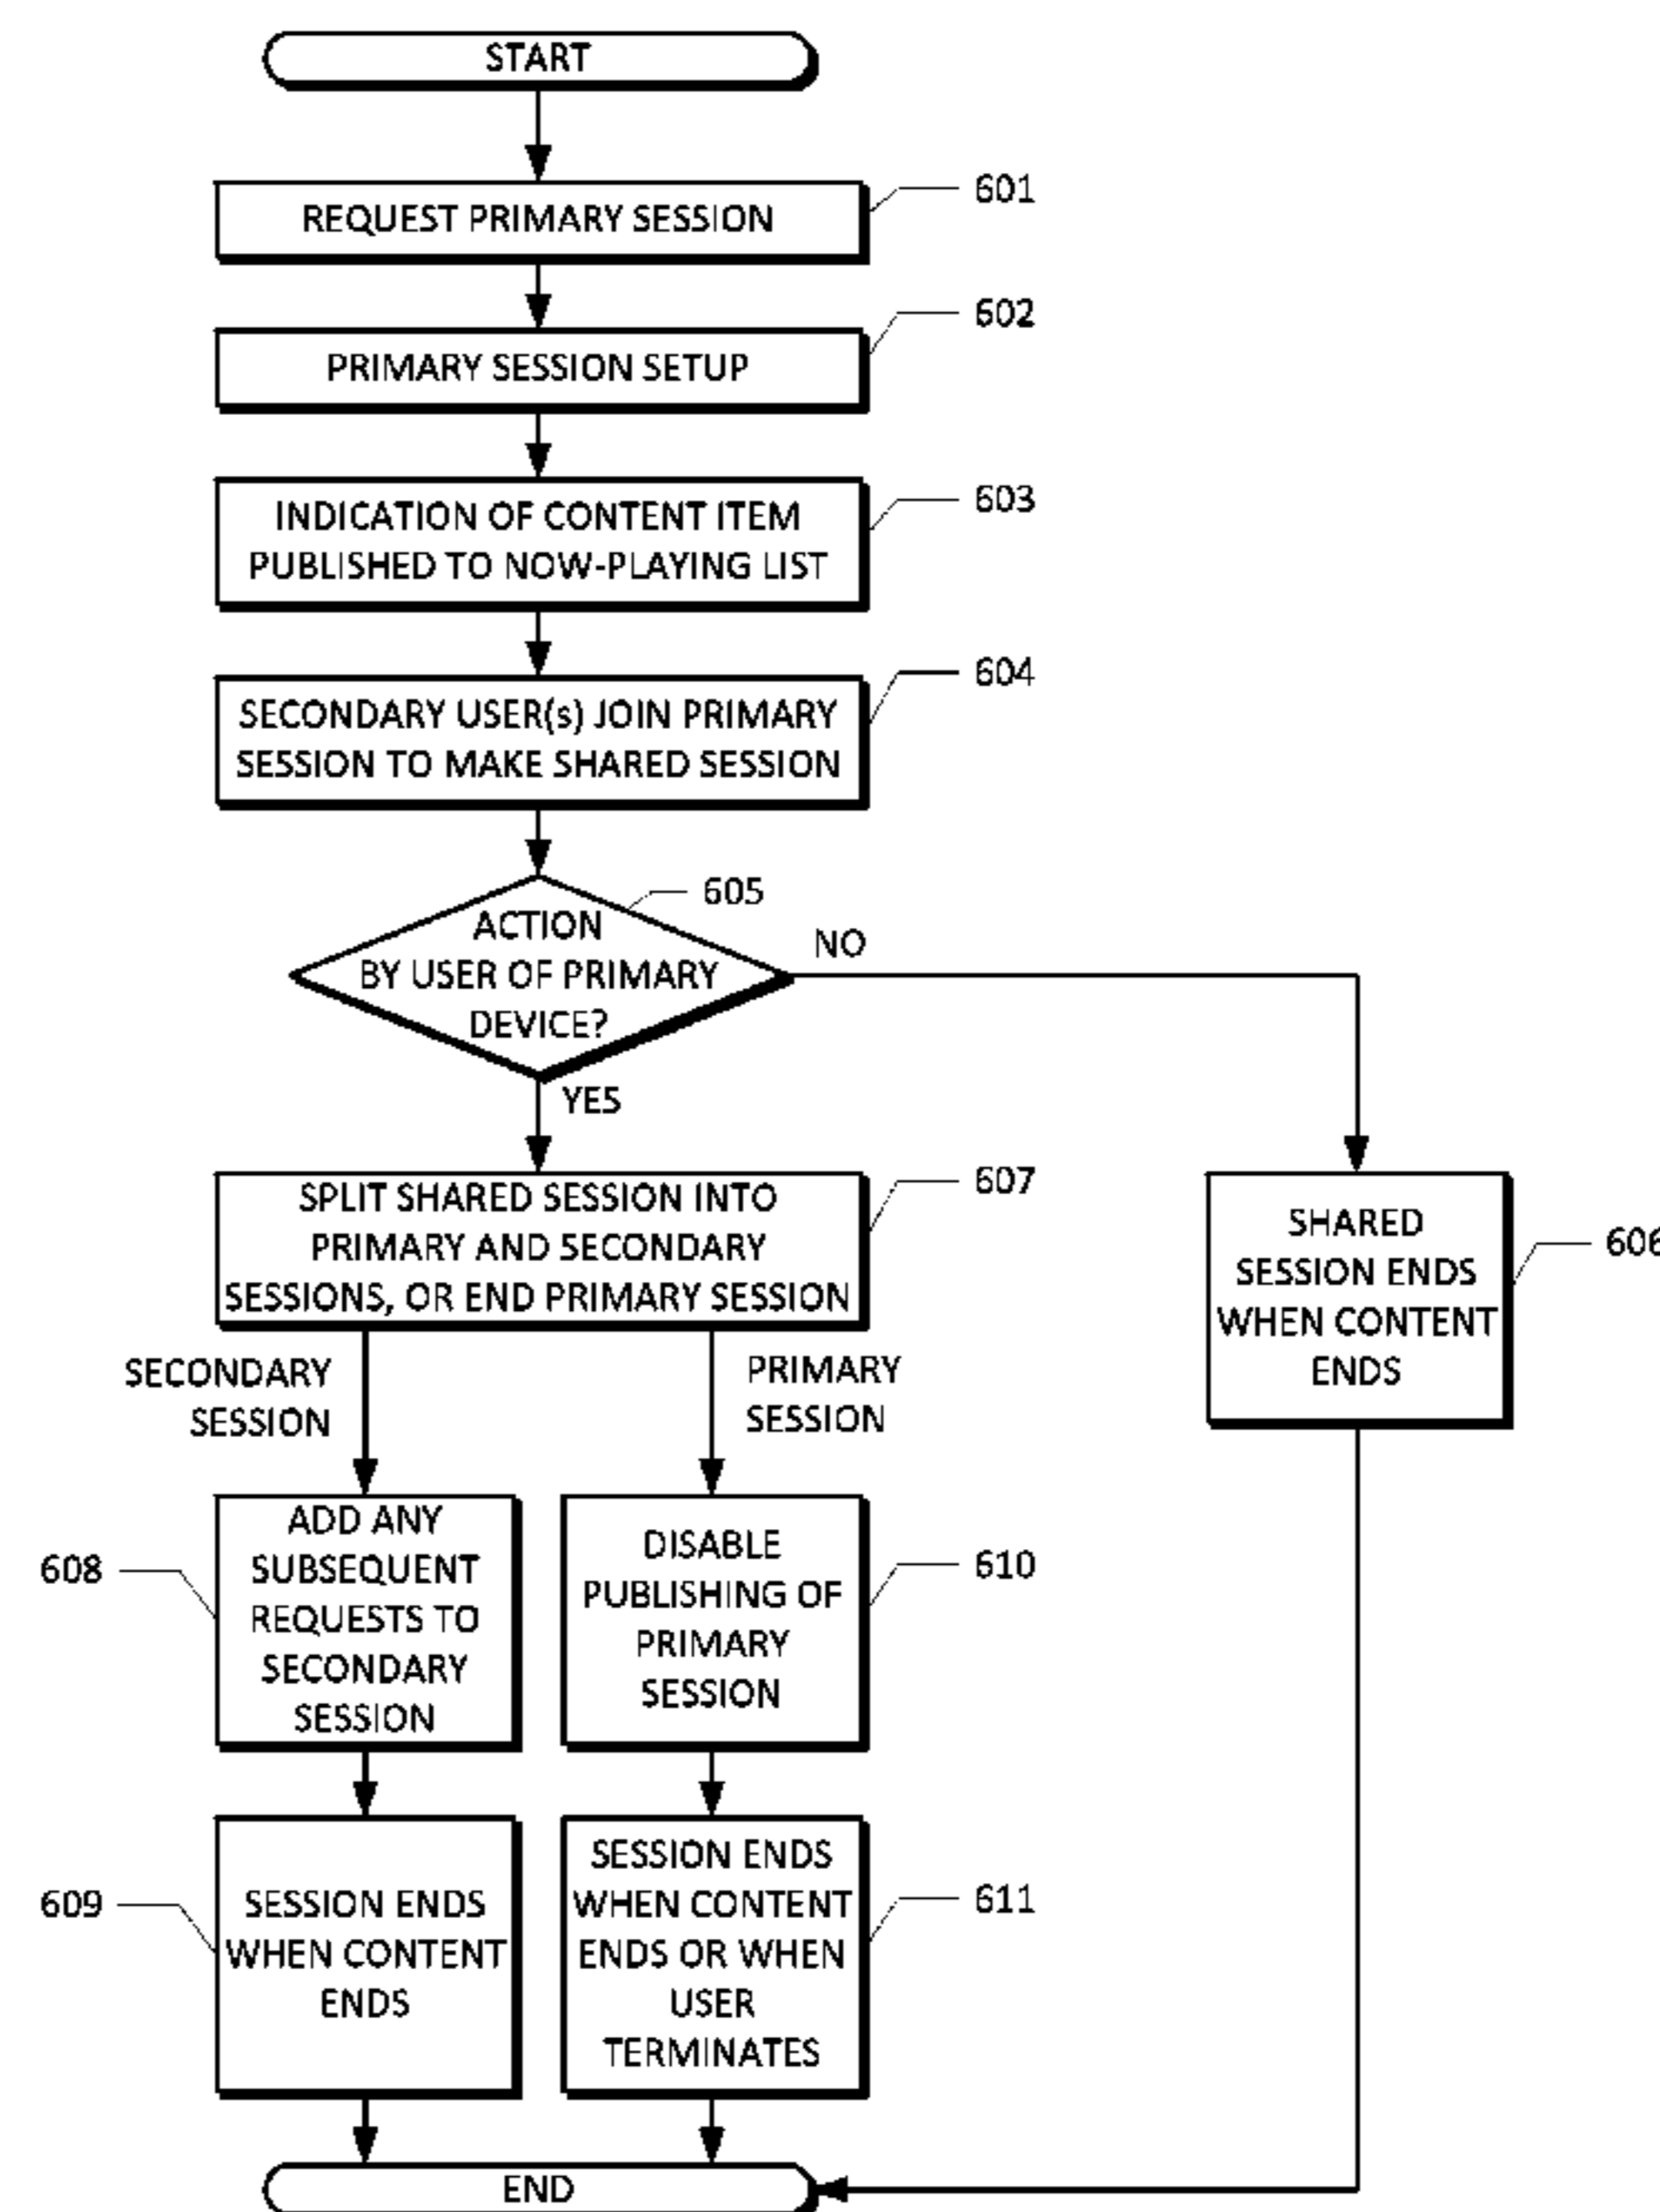 START
REQUEST PRIMARY SESSION
601
PRIMARY SESSION SETUP
602
INDICATION OF CONTENT ITEM
PUBLISHED TO NOW-PLAYING LIST
603
SECONDARY USER(s) JOIN PRIMARY
SESSION TO MAKE SHARED SESSION
604
ACTION
BY USER OF PRIMARY
DEVICE?
605
NO
YES
SPLIT SHARED SESSION INTO
PRIMARY AND SECONDARY
SESSIONS, OR END PRIMARY SESSION
607
SHARED
SESSION ENDS
WHEN CONTENT
ENDS
606
SECONDARY
SESSION
PRIMARY
SESSION
ADD ANY
SUBSEQUENT
REQUESTS TO
SECONDARY
SESSION
608
DISABLE
PUBLISHING OF
PRIMARY
SESSION
610
SESSION ENDS
WHEN CONTENT
ENDS
609
SESSION ENDS
WHEN CONTENT
ENDS OR WHEN
USER
TERMINATES
611
END